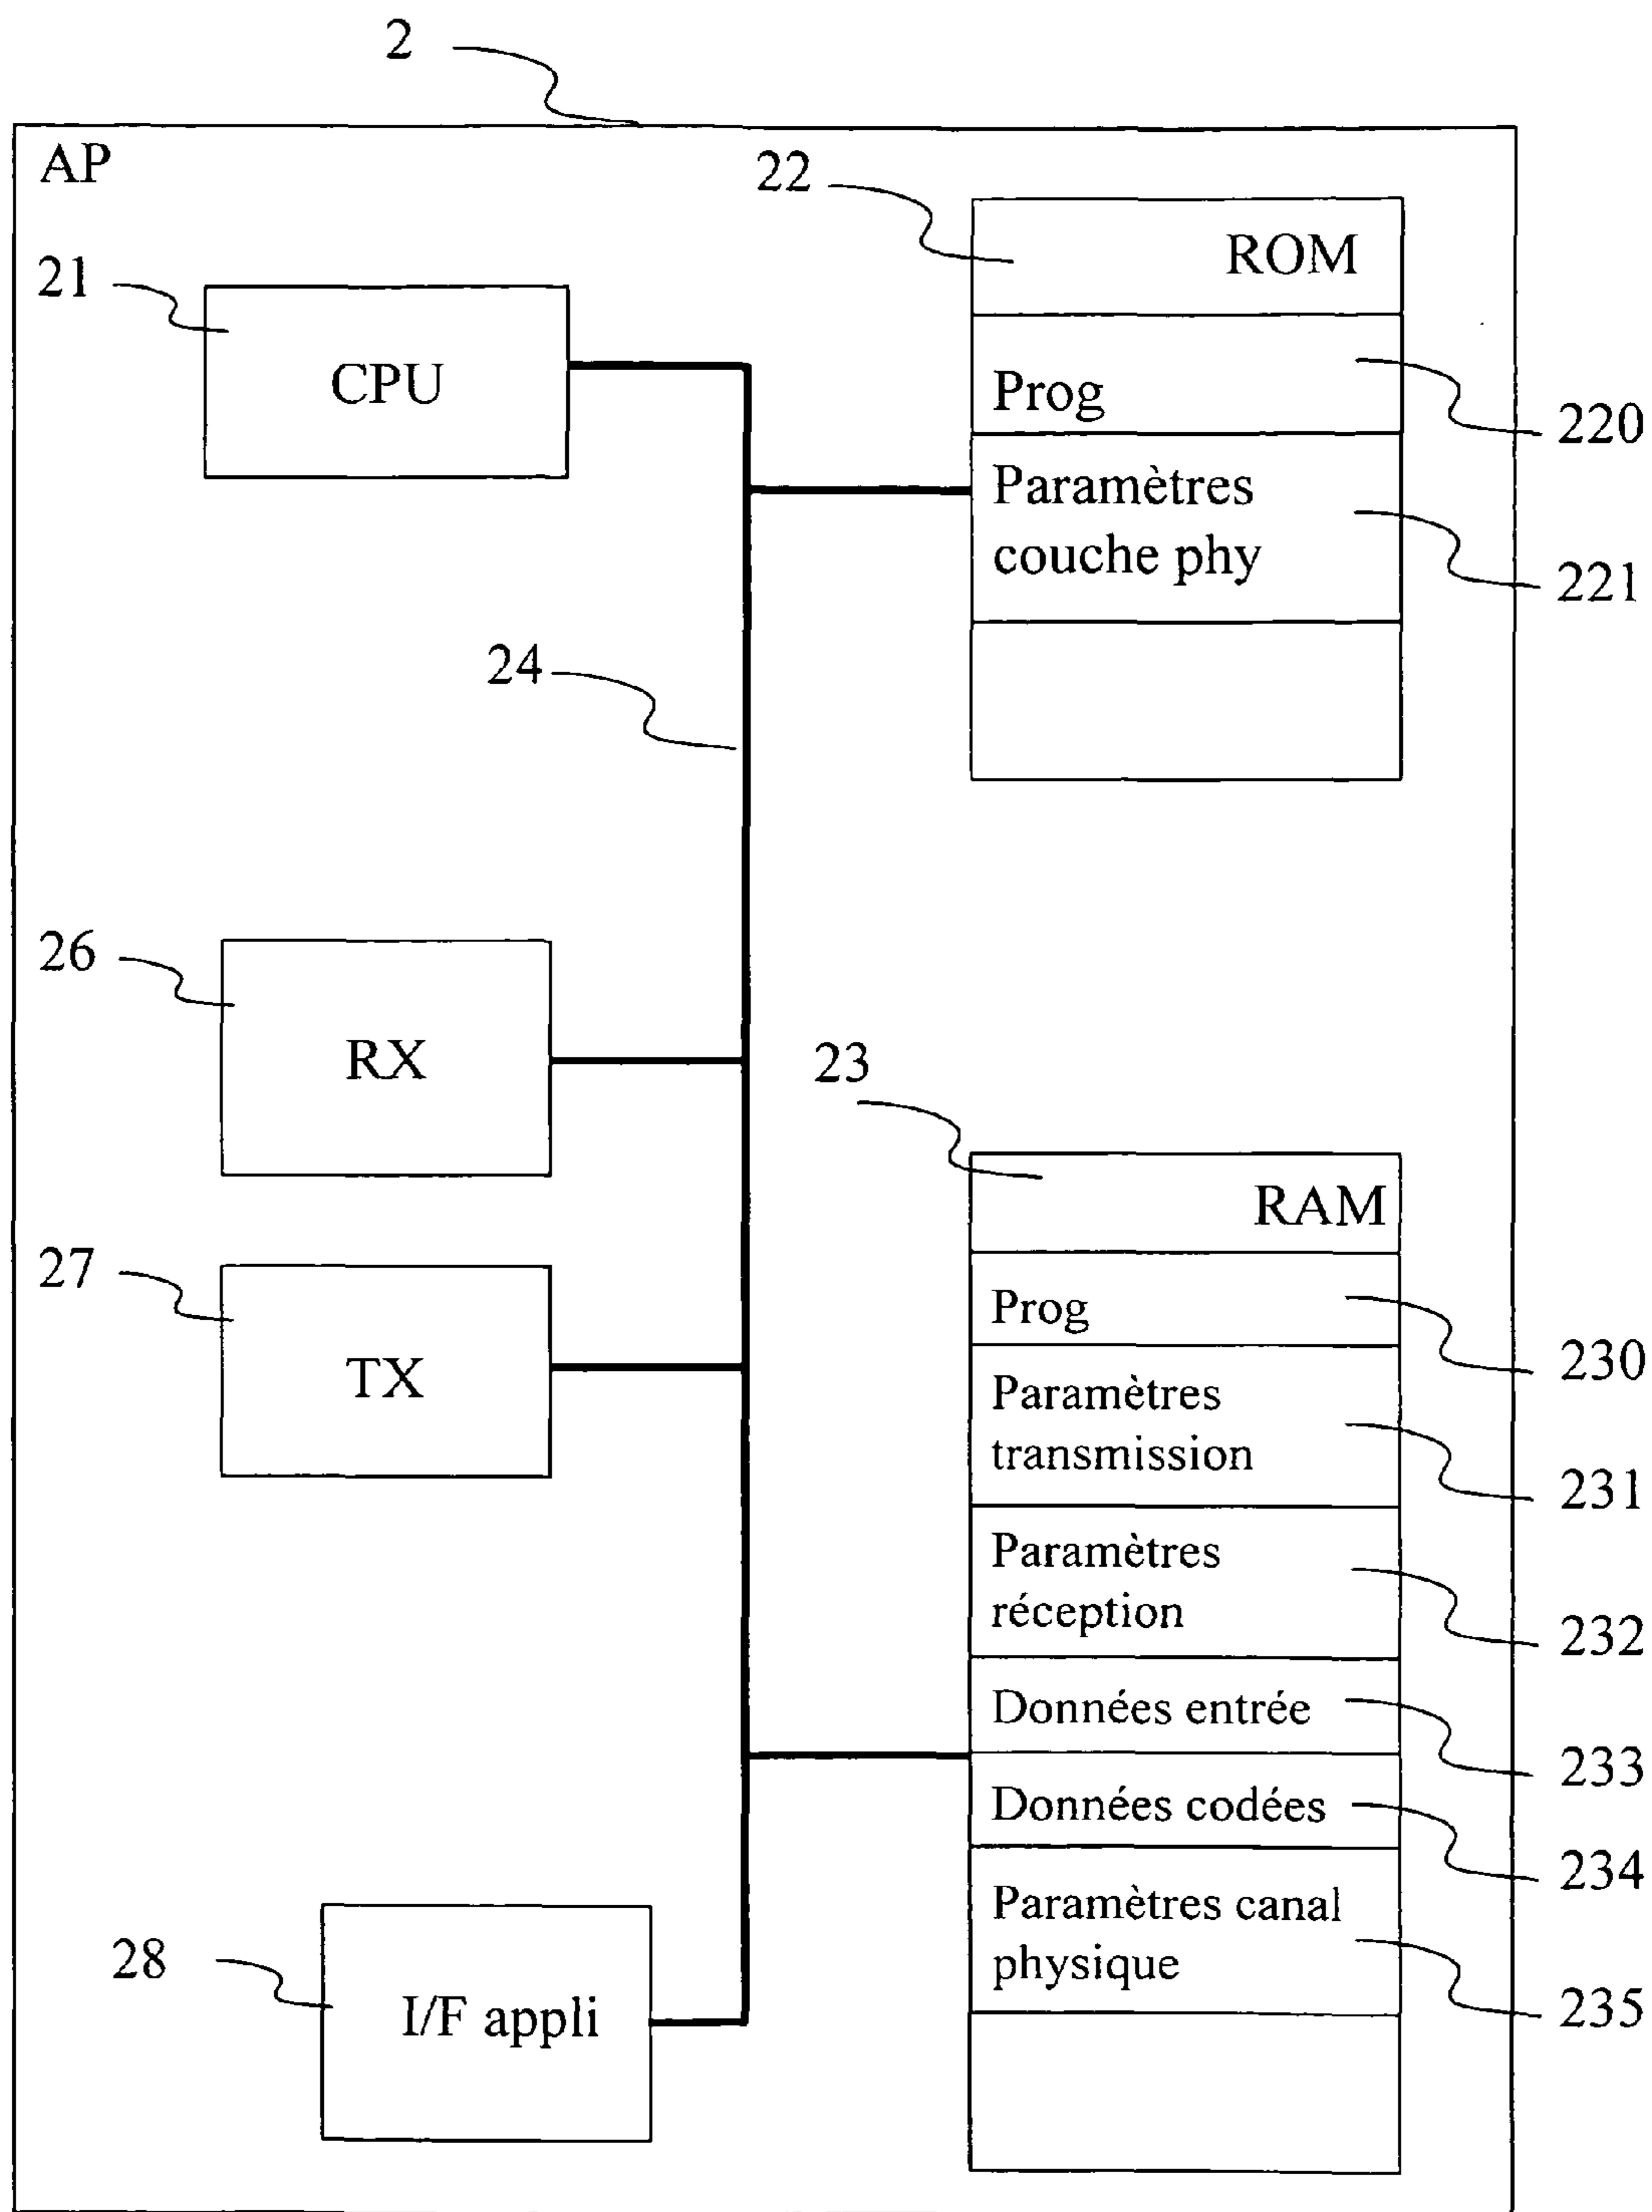 2
AP
22
ROM
21
CPU
Prog
220
Paramètres
couche phy
221
24
26
RX
23
RAM
27
TX
Prog
230
Paramètres
transmission
231
Paramètres
réception
232
Données entrée
233
Données codées
234
Paramètres canal
physique
235
28
I/F appli